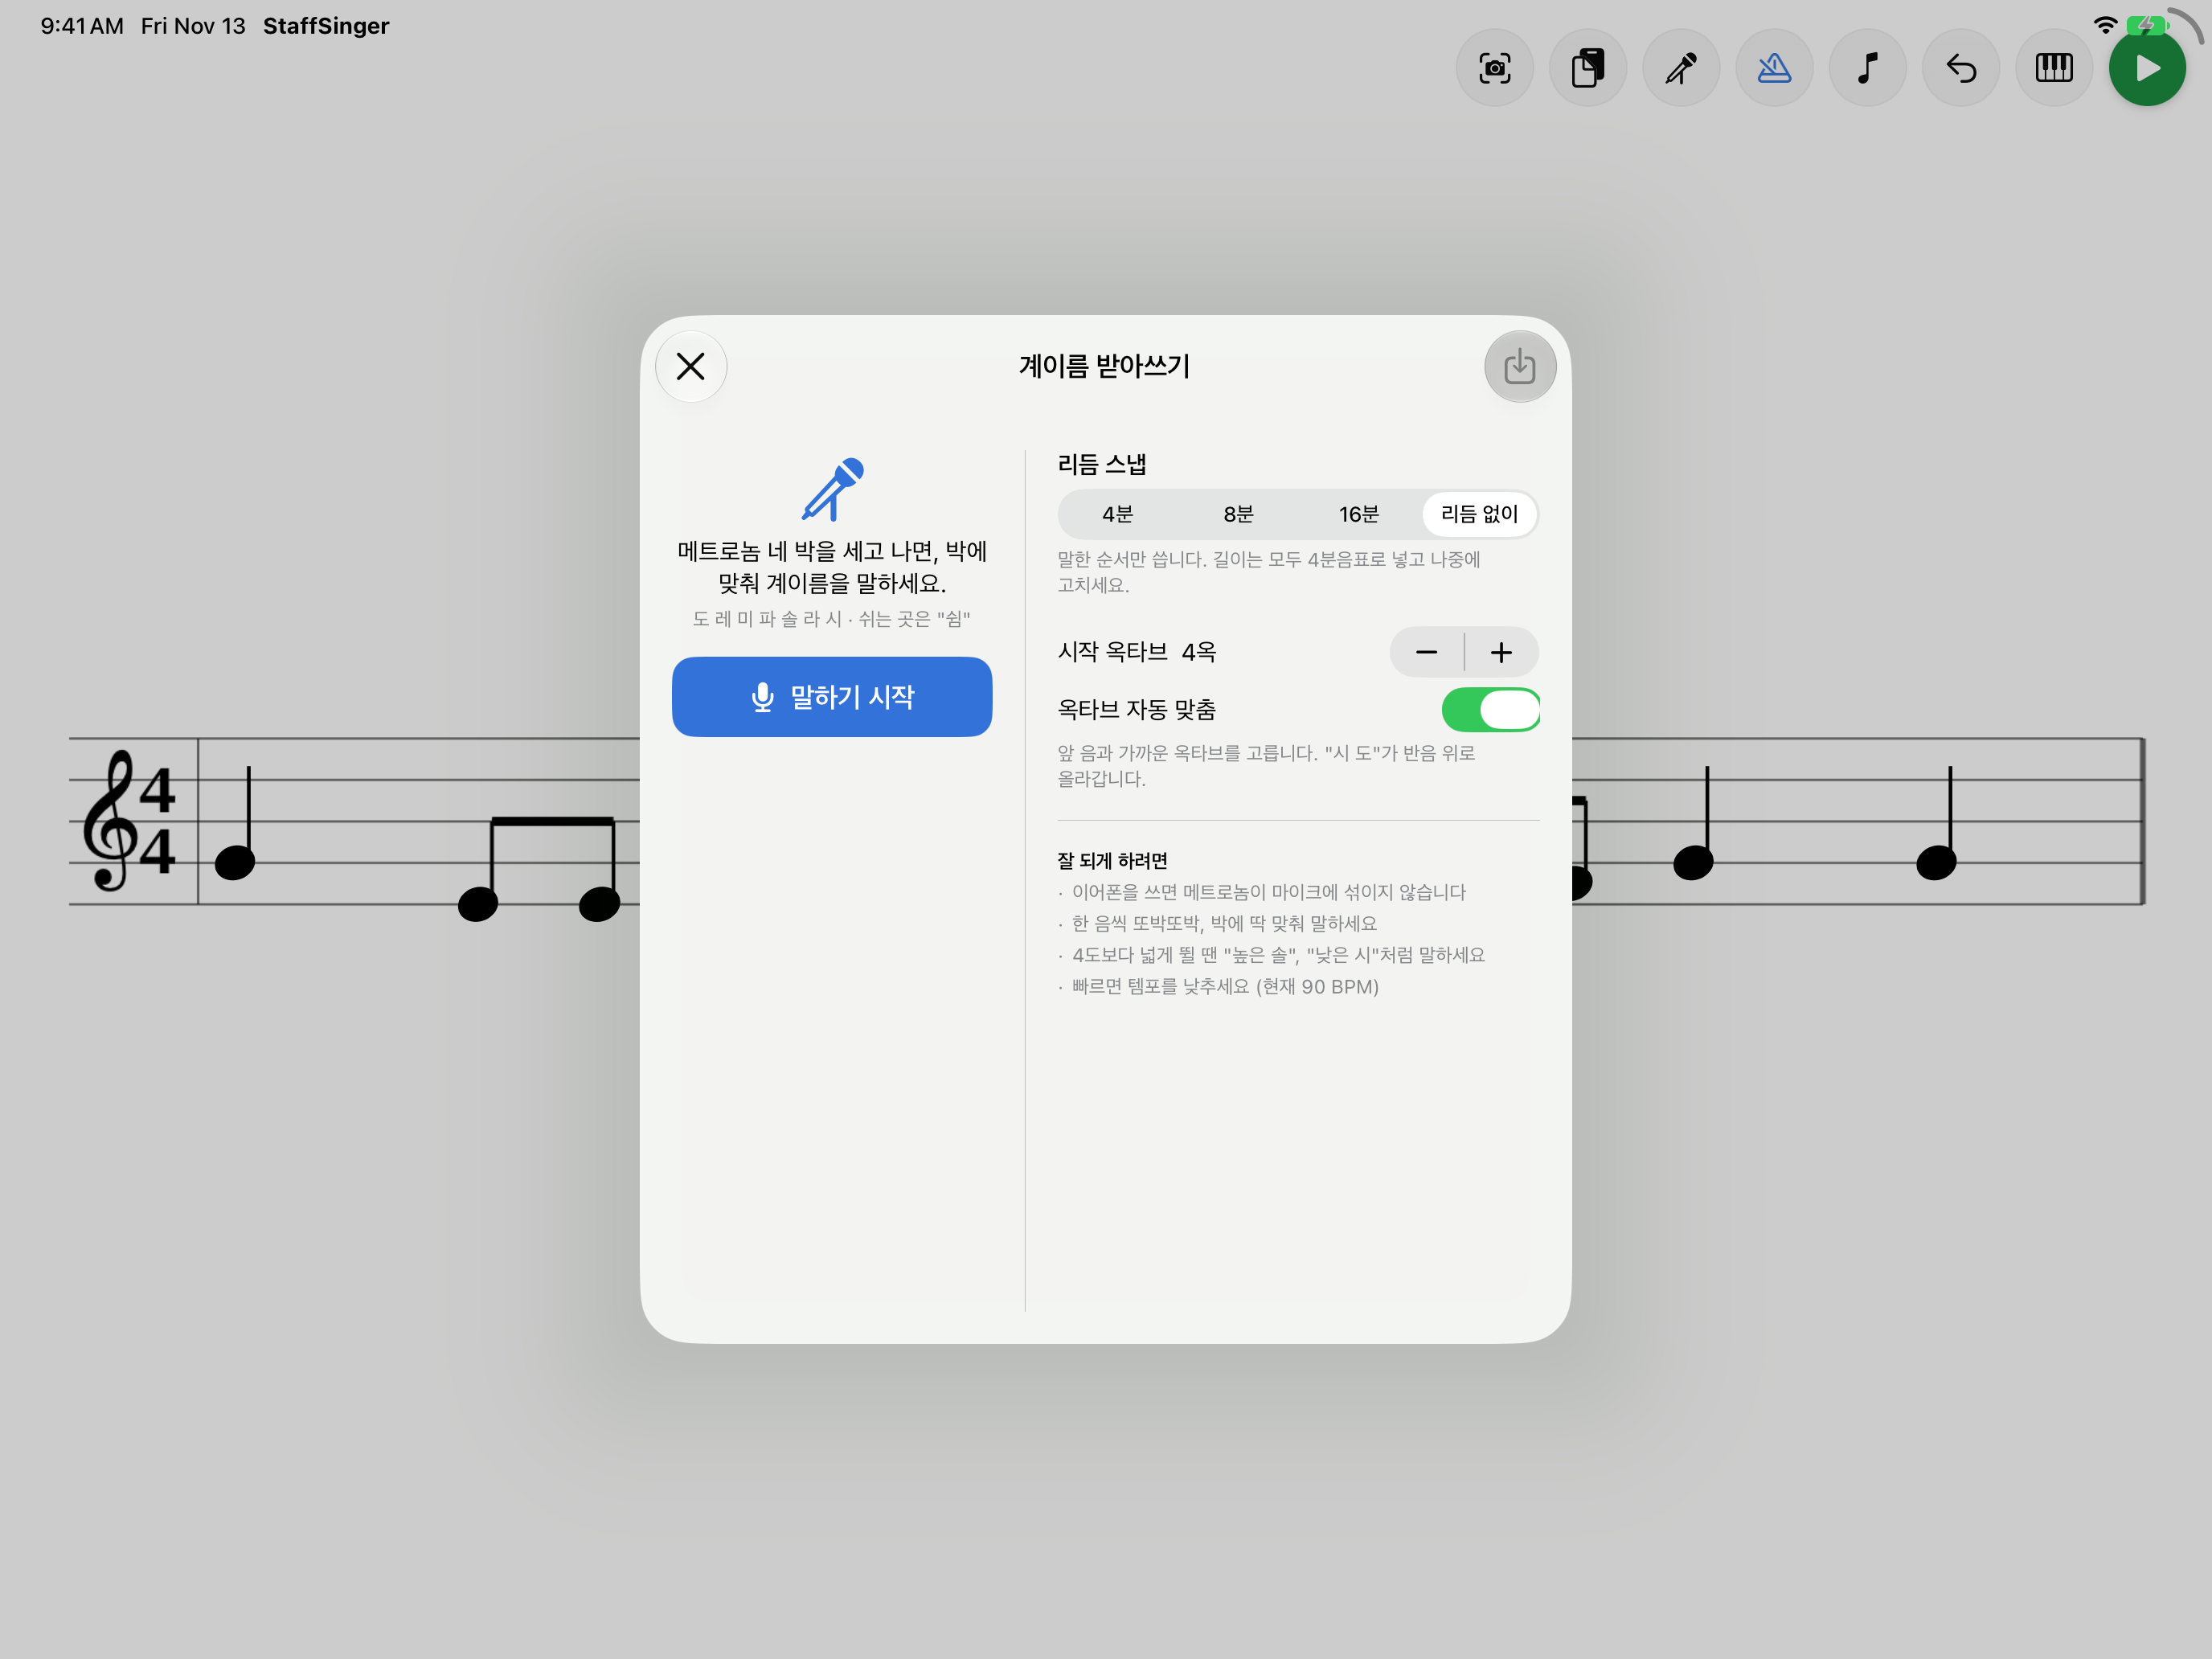 9:41 AM Fri Nov 13 StaffSinger
계이름 받아쓰기
메트로놈 네 박을 세고 나면, 박에
맞춰 계이름을 말하세요.
도 레 미 파 솔 라 시 · 쉬는 곳은 "쉼"
말하기 시작
리듬 스냅
4분 8분 16분 리듬 없이
말한 순서만 씁니다. 길이는 모두 4분음표로 넣고 나중에
고치세요.
시작 옥타브 4옥
옥타브 자동 맞춤
앞 음과 가까운 옥타브를 고릅니다. "시 도"가 반음 위로
올라갑니다.
잘 되게 하려면
· 이어폰을 쓰면 메트로놈이 마이크에 섞이지 않습니다
· 한 음씩 또박또박, 박에 딱 맞춰 말하세요
· 4도보다 넓게 뛸 땐 "높은 솔", "낮은 시"처럼 말하세요
· 빠르면 템포를 낮추세요 (현재 90 BPM)
4
4